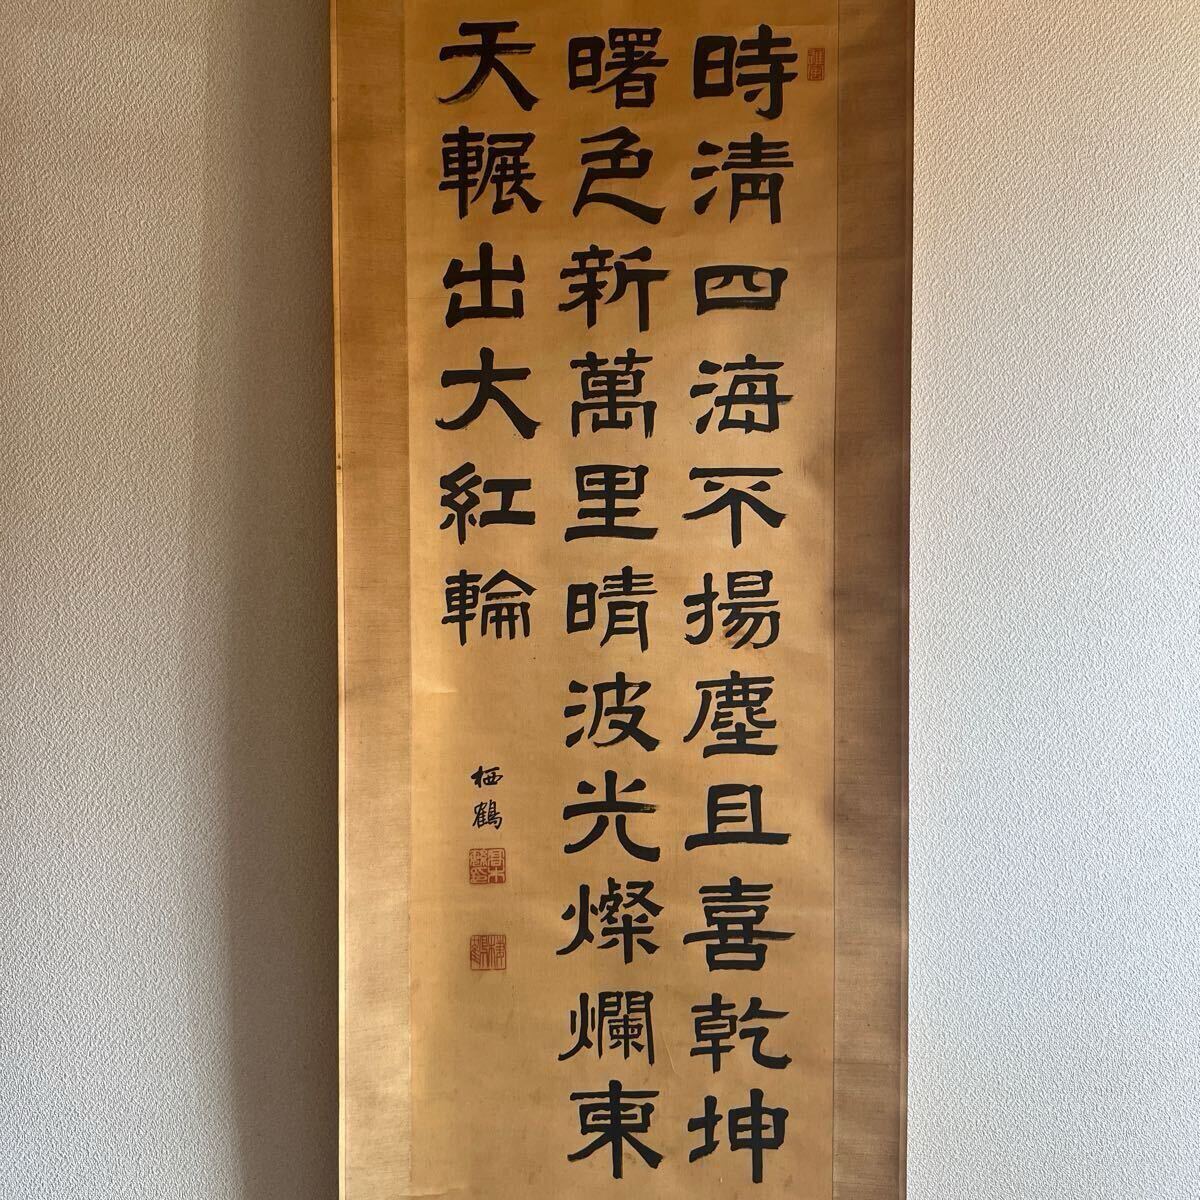 時清四海不揚塵且喜乾坤
曙色新萬里晴波光燦爛東
天輾出大紅輪
栖鶴